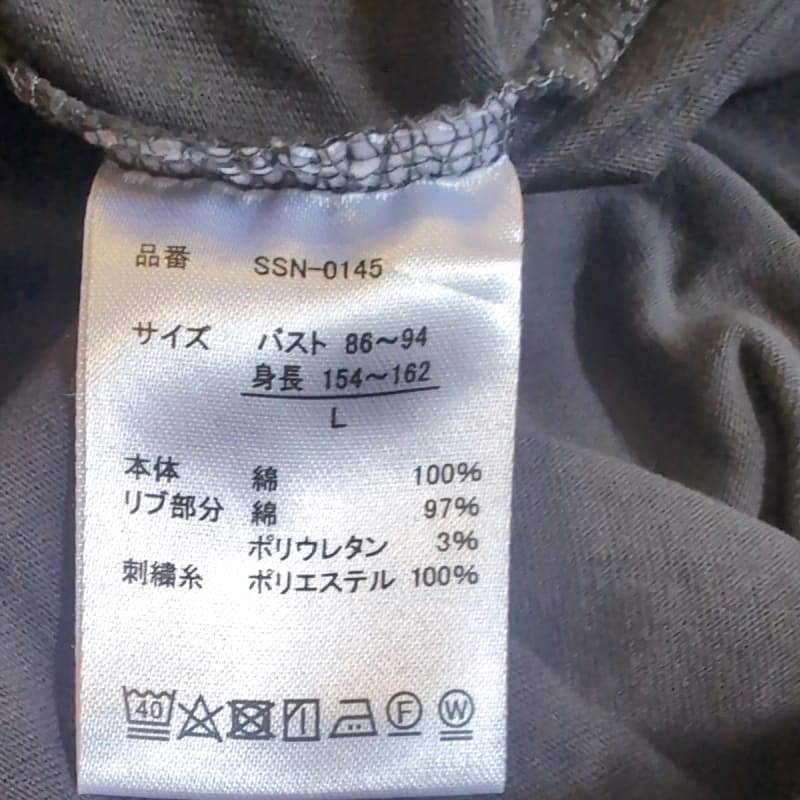 品番 SSN-0145
サイズ バスト 86～94
身長 154～162
L
本体 綿 100%
リブ部分 綿 97%
ポリウレタン 3%
刺繍糸 ポリエステル 100%
40 F W